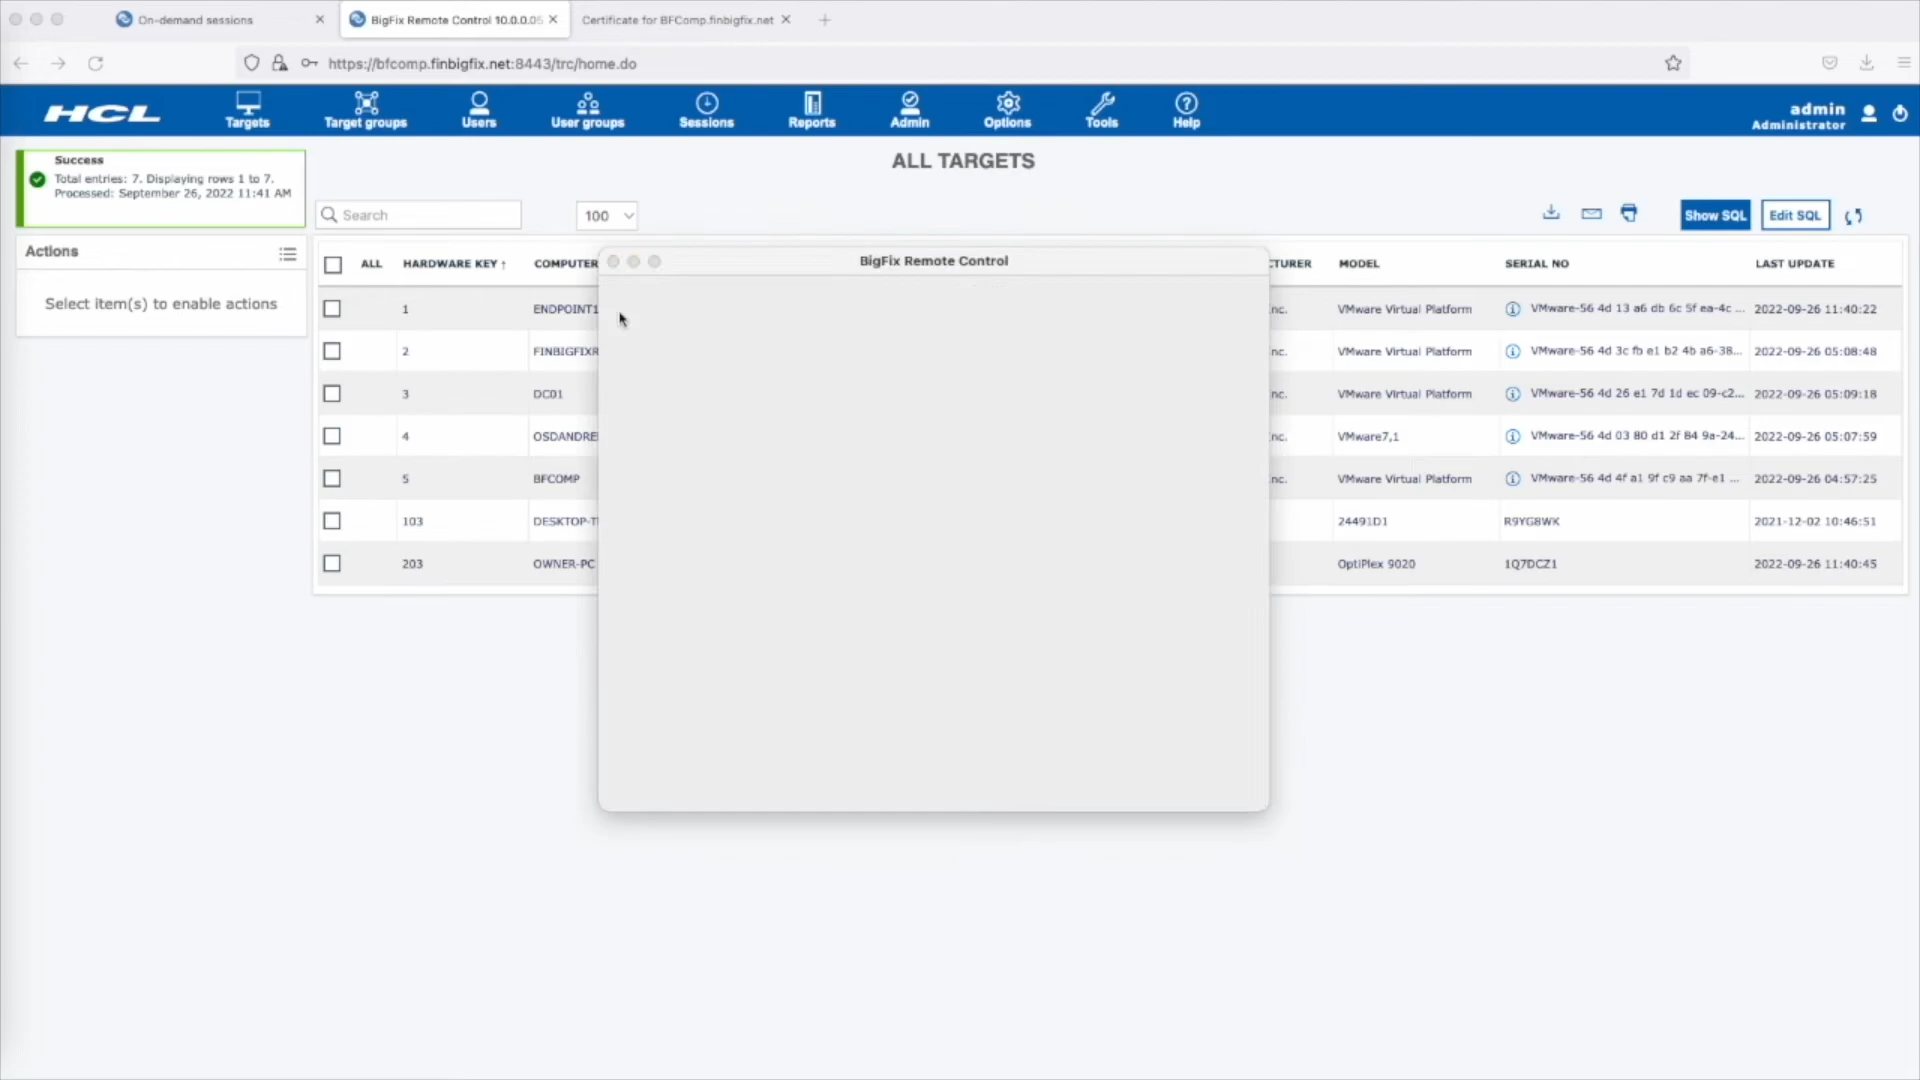 On-demand sessions
BigFix Remote Control 10.0.0.05
Certificate for BFComp.finbigfix.net
https://bfcomp.finbigfix.net:8443/trc/home.do
HCL
Targets
Target groups
Users
User groups
Sessions
Reports
Admin
Options
Tools
Help
admin
Administrator
Success
Total entries: 7. Displaying rows 1 to 7.
Processed: September 26, 2022 11:41 AM
ALL TARGETS
Search
100
Show SQL
Edit SQL
Actions
Select item(s) to enable actions
BigFix Remote Control
ALL HARDWARE KEY ↑ COMPUTER TURER MODEL SERIAL NO LAST UPDATE
1 ENDPOINT1 nc. VMware Virtual Platform VMware-56 4d 13 a6 db 6c 5f ea-4c ... 2022-09-26 11:40:22
2 FINBIGFIXR nc. VMware Virtual Platform VMware-56 4d 3c fb e1 b2 4b a6-38... 2022-09-26 05:08:48
3 DC01 nc. VMware Virtual Platform VMware-56 4d 26 e1 7d 1d ec 09-c2... 2022-09-26 05:09:18
4 OSDANDRE nc. VMware7,1 VMware-56 4d 03 80 d1 2f 84 9a-24... 2022-09-26 05:07:59
5 BFCOMP nc. VMware Virtual Platform VMware-56 4d 4f a1 9f c9 aa 7f-e1 ... 2022-09-26 04:57:25
103 DESKTOP-T 24491D1 R9YG8WK 2021-12-02 10:46:51
203 OWNER-PC OptiPlex 9020 1Q7DCZ1 2022-09-26 11:40:45